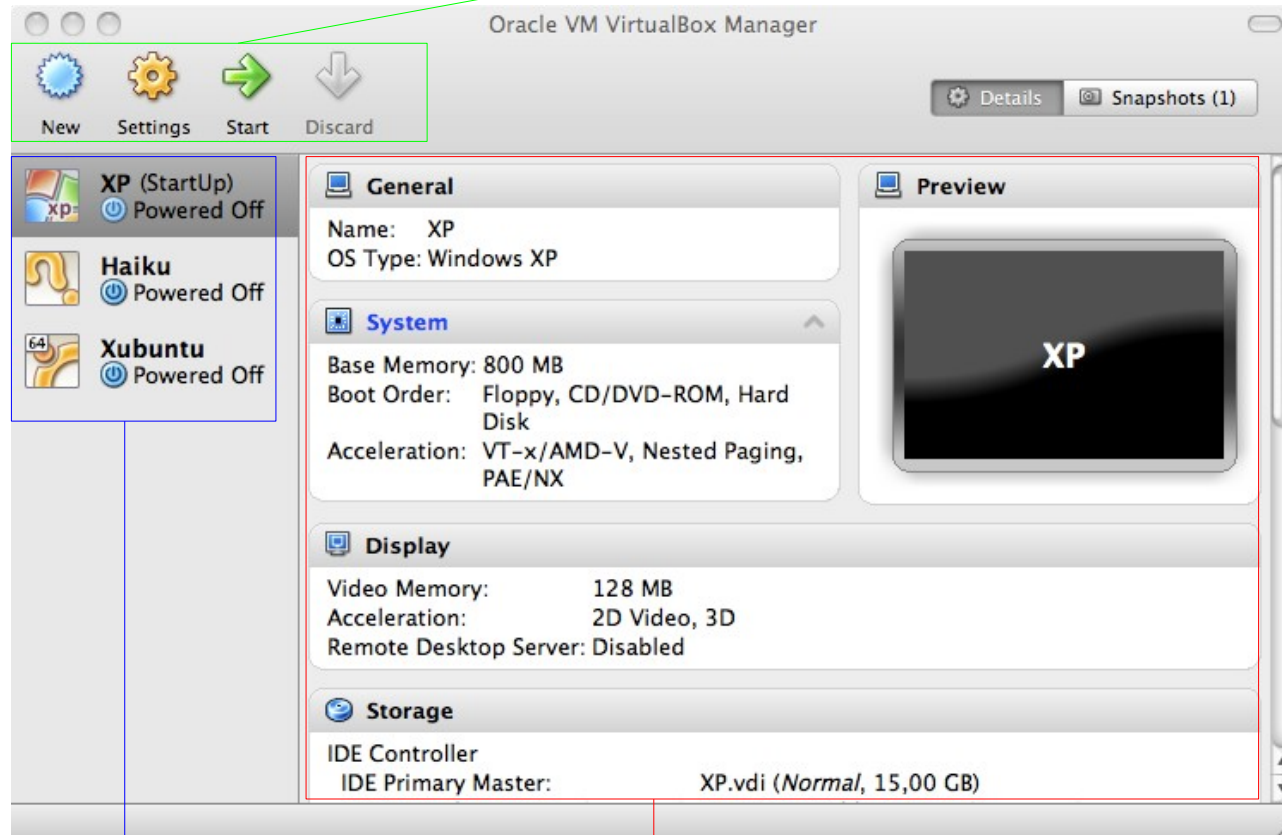 Oracle VM VirtualBox Manager
New Settings Start Discard
Details Snapshots (1)
xp
XP (StartUp)
Powered Off
Haiku
Powered Off
64
Xubuntu
Powered Off
General
Name: XP
OS Type: Windows XP
System
Base Memory: 800 MB
Boot Order: Floppy, CD/DVD-ROM, Hard
Disk
Acceleration: VT-x/AMD-V, Nested Paging,
PAE/NX
Preview
XP
Display
Video Memory: 128 MB
Acceleration: 2D Video, 3D
Remote Desktop Server: Disabled
Storage
IDE Controller
IDE Primary Master: XP.vdi (Normal, 15,00 GB)